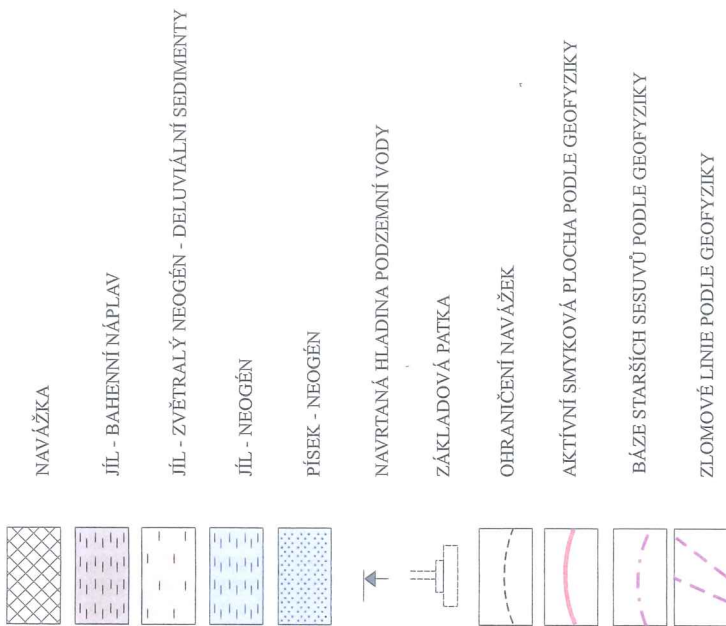 NAVÁŽKA
JÍL - BAHENNÍ NÁPLAV
JÍL - ZVĚTRALÝ NEOGÉN - DELUVIÁLNÍ SEDIMENTY
JÍL - NEOGÉN
PÍSEK - NEOGÉN
NAVRTANÁ HLADINA PODZEMNÍ VODY
ZÁKLADOVÁ PATKA
OHRANIČENÍ NAVÁŽEK
AKTÍVNÍ SMYKOVÁ PLOCHA PODLE GEOFYZIKY
BÁZE STARŠÍCH SESUVŮ PODLE GEOFYZIKY
ZLOMOVÉ LINIE PODLE GEOFYZIKY